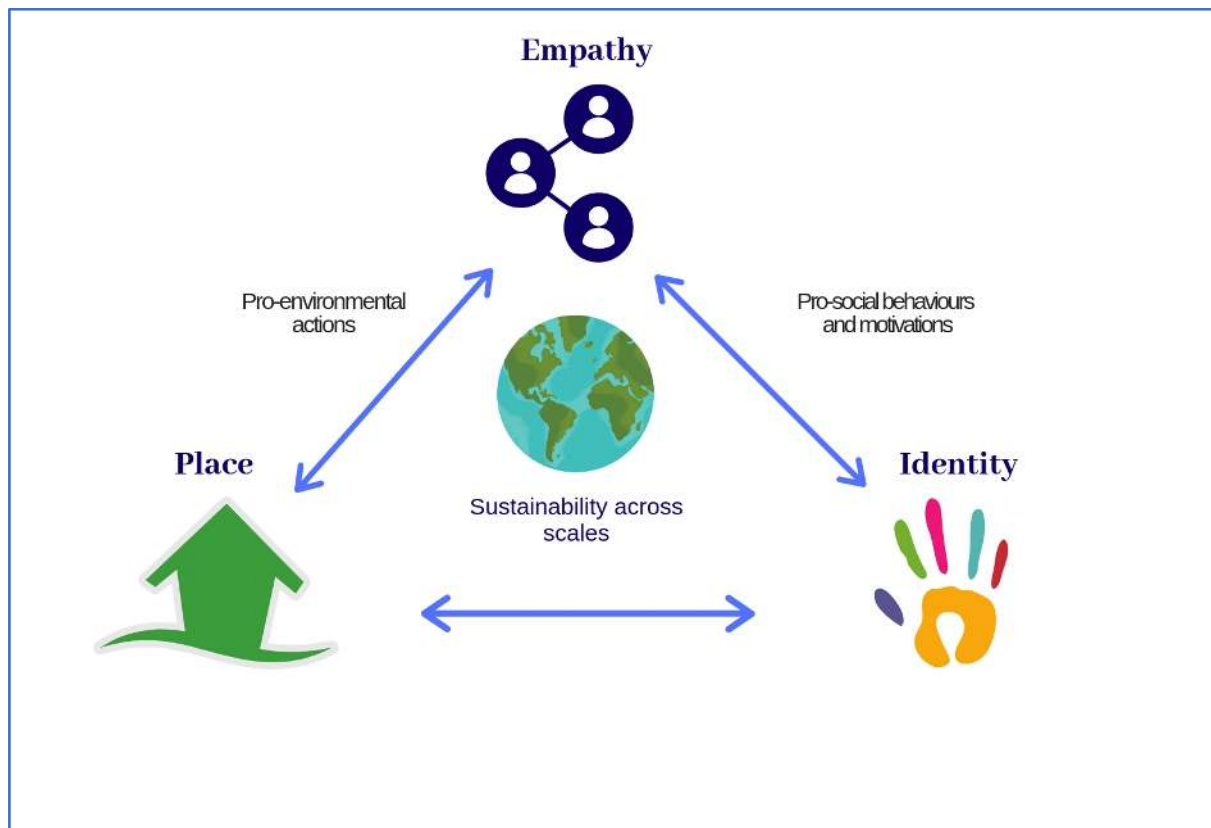 Empathy
Pro-environmental
actions
Pro-social behaviours
and motivations
Place
Identity
Sustainability across
scales